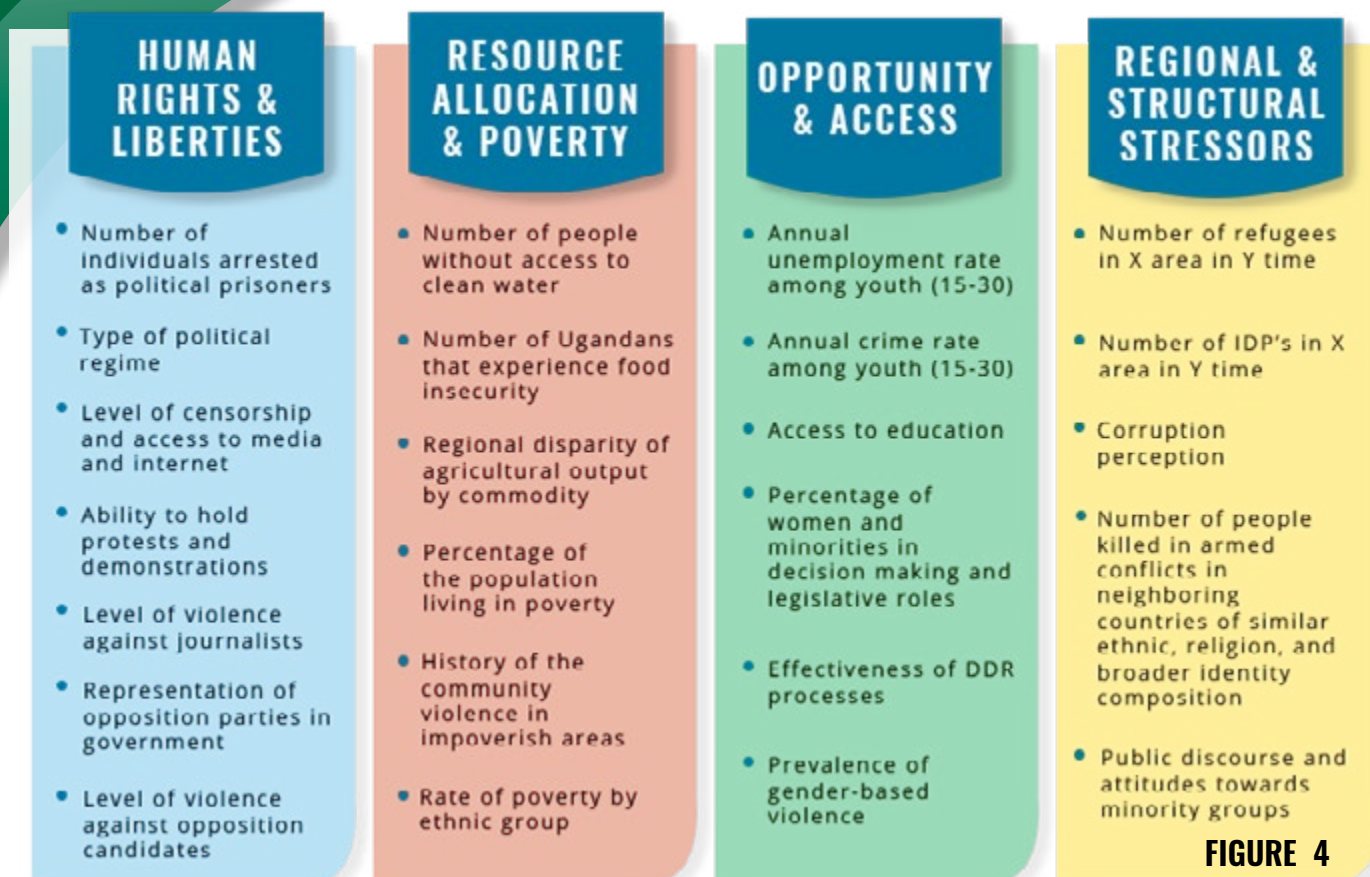 HUMAN
RIGHTS &
LIBERTIES
Number of
individuals arrested
as political prisoners
Type of political
regime
Level of censorship
and access to media
and internet
Ability to hold
protests and
demonstrations
Level of violence
against journalists
Representation of
opposition parties in
government
Level of violence
against opposition
candidates
RESOURCE
ALLOCATION
& POVERTY
Number of people
without access to
clean water
Number of Ugandans
that experience food
insecurity
Regional disparity of
agricultural output
by commodity
Percentage of
the population
living in poverty
History of the
community
violence in
impoverish areas
Rate of poverty by
ethnic group
OPPORTUNITY
& ACCESS
Annual
unemployment rate
among youth (15-30)
Annual crime rate
among youth (15-30)
Access to education
Percentage of
women and
minorities in
decision making and
legislative roles
Effectiveness of DDR
processes
Prevalence of
gender-based
violence
REGIONAL &
STRUCTURAL
STRESSORS
Number of refugees
in X area in Y time
Number of IDP's in X
area in Y time
Corruption
perception
Number of people
killed in armed
conflicts in
neighboring
countries of similar
ethnic, religion, and
broader identity
composition
Public discourse and
attitudes towards
minority groups
FIGURE 4